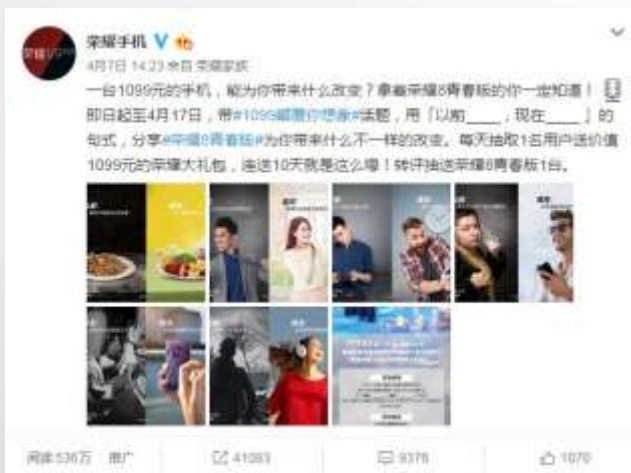 荣耀手机
4月7日 14:23 来自 荣耀家族
一台1099元的手机，能为你带来什么改变？拿着荣耀8青春版的你一定知道！
即日起至4月17日，带#1099颠覆你想象#话题，用「以前____，现在____」的
句式，分享#荣耀8青春版#为你带来什么不一样的改变。每天抽取1名用户送价值
1099元的荣耀大礼包，连送10天就是这么嗨！转评抽送荣耀8青春版1台。
阅读 536万 推广 41083 9376 1070